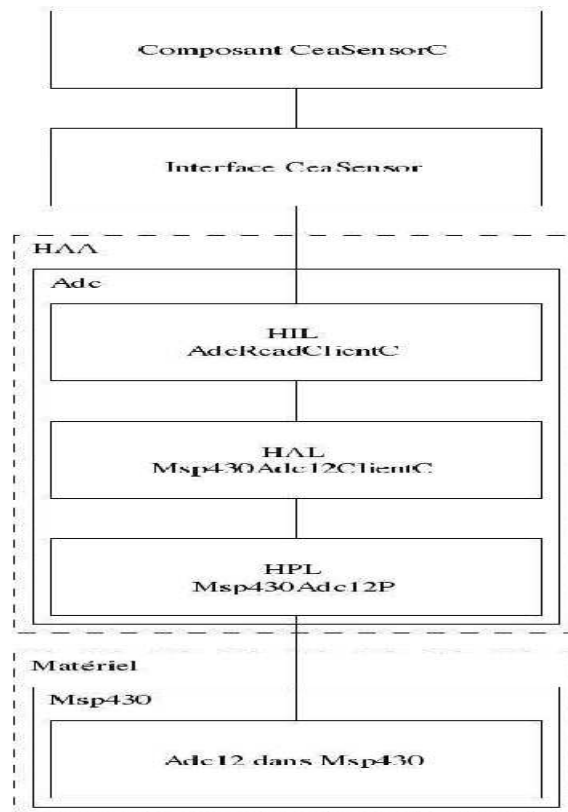 Composant CeaSensorC
Interface CeaSensor
HAA
Adc
HIL
AdcReadClientC
HAL
Msp430Adc12ClientC
HPL
Msp430Adc12P
Matériel
Msp430
Adc12 dans Msp430